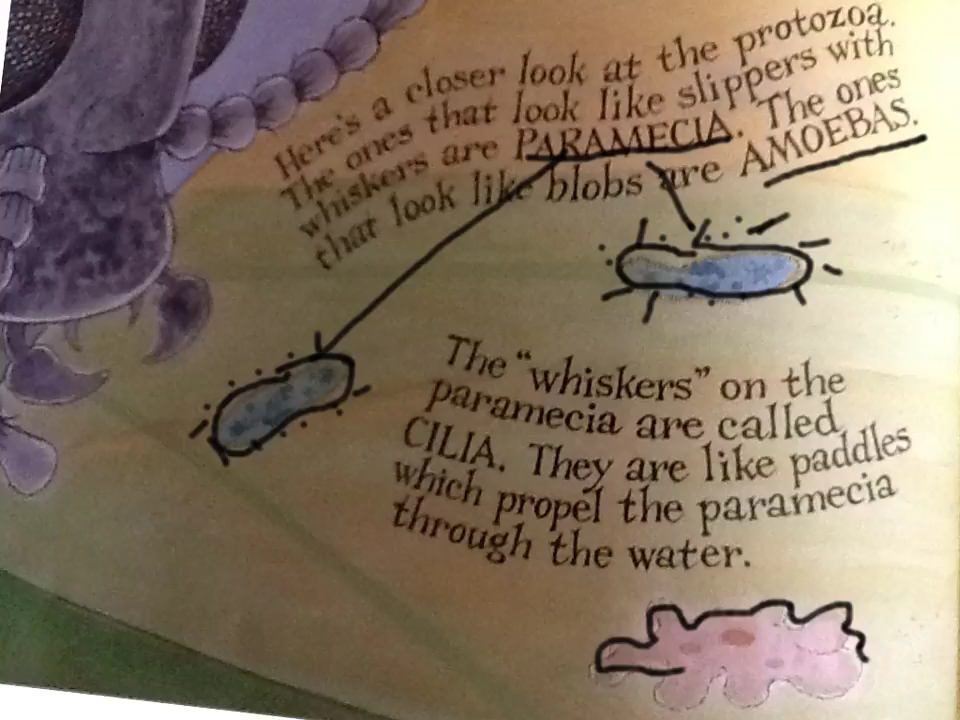 Here's a closer look at the protozoa.
The ones that look like slippers with
whiskers are PARAMECIA. The ones
that look like blobs are AMOEBAS.
The “whiskers” on the
paramecia are called
CILIA. They are like paddles
which propel the paramecia
through the water.